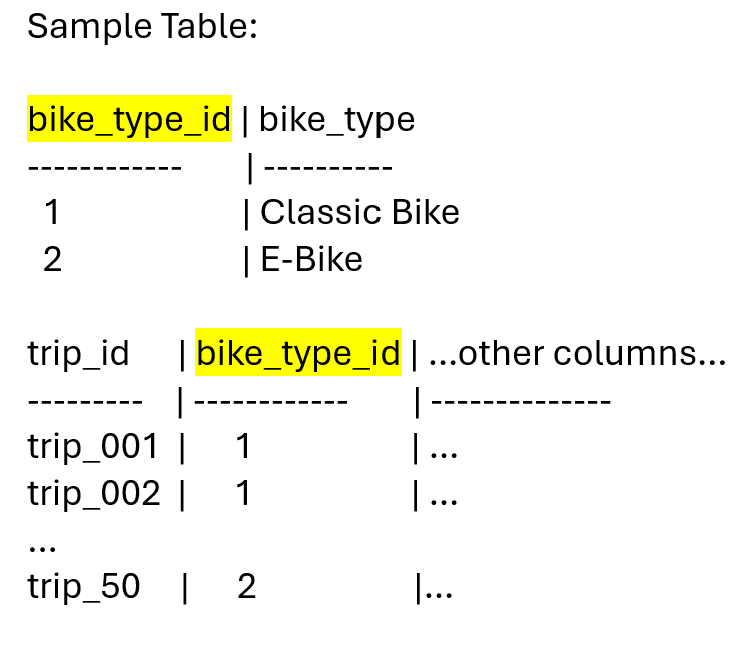 Sample Table:
bike_type_id | bike_type
------------ | ----------
1 | Classic Bike
2 | E-Bike
trip_id | bike_type_id | ...other columns...
--------- | ------------ | --------------
trip_001 | 1 | ...
trip_002 | 1 | ...
...
trip_50 | 2 |...